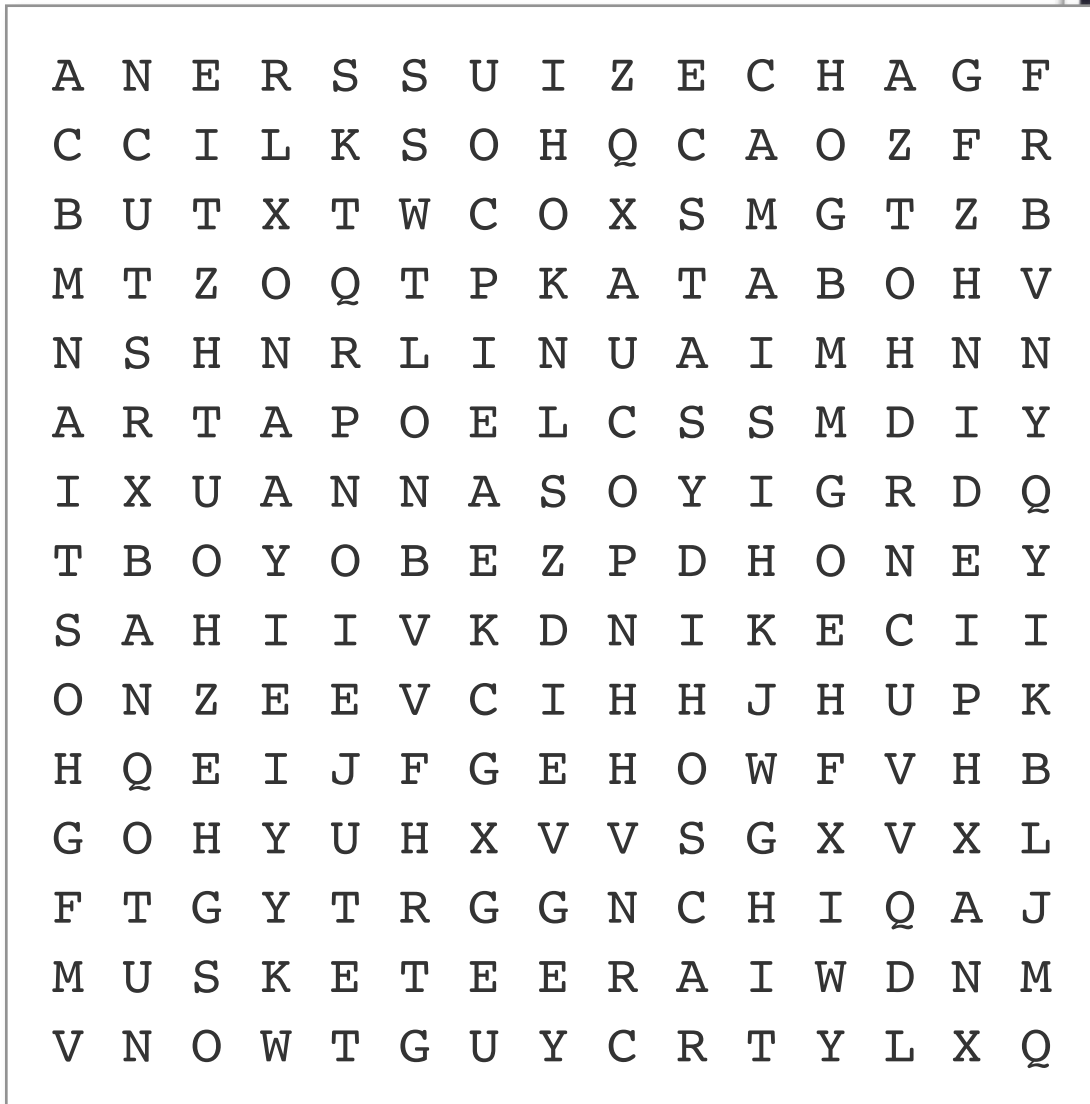 A N E R S S U I Z E C H A G F
C C I L K S O H Q C A O Z F R
B U T X T W C O X S M G T Z B
M T Z O Q T P K A T A B O H V
N S H N R L I N U A I M H N N
A R T A P O E L C S S M D I Y
I X U A N N A S O Y I G R D Q
T B O Y O B E Z P D H O N E Y
S A H I I V K D N I K E C I I
O N Z E E V C I H H J H U P K
H Q E I J F G E H O W F V H B
G O H Y U H X V V S G X V X L
F T G Y T R G G N C H I Q A J
M U S K E T E E R A I W D N M
V N O W T G U Y C R T Y L X Q